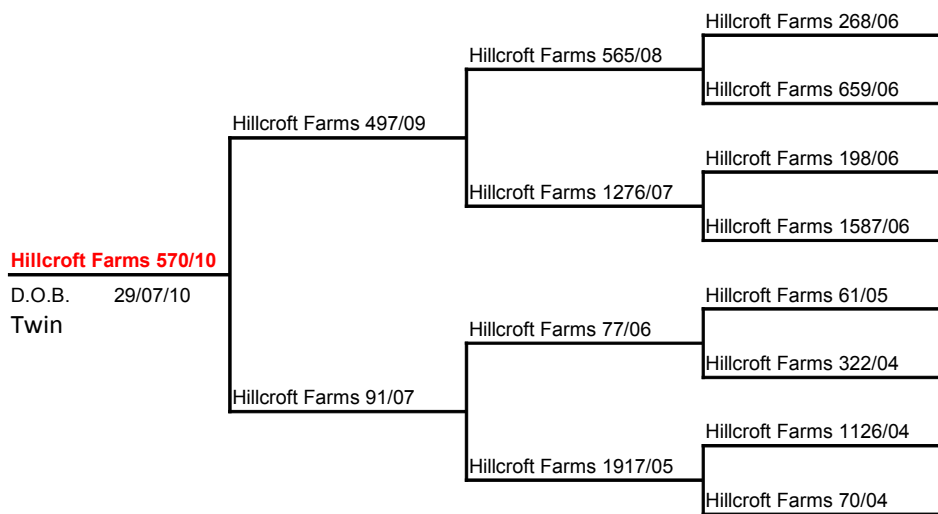 Hillcroft Farms 268/06
Hillcroft Farms 565/08
Hillcroft Farms 659/06
Hillcroft Farms 497/09
Hillcroft Farms 198/06
Hillcroft Farms 1276/07
Hillcroft Farms 1587/06
Hillcroft Farms 570/10
D.O.B. 29/07/10
Twin
Hillcroft Farms 61/05
Hillcroft Farms 77/06
Hillcroft Farms 322/04
Hillcroft Farms 91/07
Hillcroft Farms 1126/04
Hillcroft Farms 1917/05
Hillcroft Farms 70/04